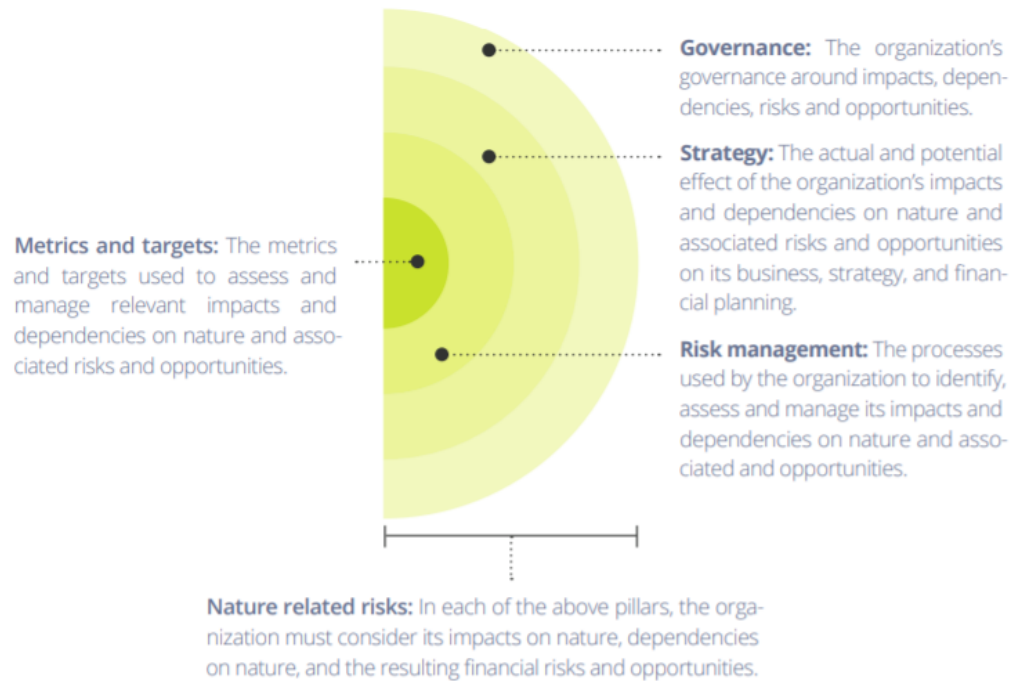 Governance: The organization's
governance around impacts, depen-
dencies, risks and opportunities.
Strategy: The actual and potential
effect of the organization's impacts
and dependencies on nature and
associated risks and opportunities
on its business, strategy, and finan-
cial planning.
Metrics and targets: The metrics
and targets used to assess and
manage relevant impacts and
dependencies on nature and asso-
ciated risks and opportunities.
Risk management: The processes
used by the organization to identify,
assess and manage its impacts and
dependencies on nature and asso-
ciated and opportunities.
Nature related risks: In each of the above pillars, the orga-
nization must consider its impacts on nature, dependencies
on nature, and the resulting financial risks and opportunities.